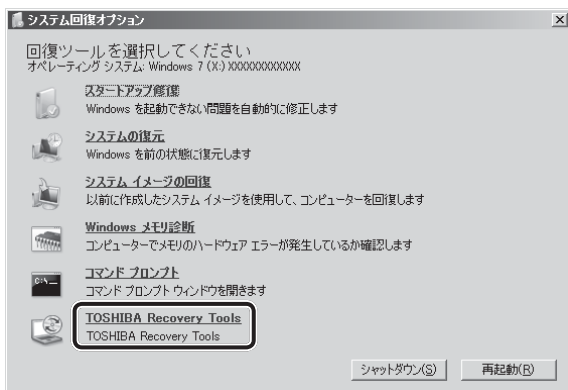 システム回復オプション
回復ツールを選択してください
オペレーティング システム: Windows 7 (X:) XXXXXXXXXXXX
スタートアップ修復
Windows を起動できない問題を自動的に修正します
システムの復元
Windows を前の状態に復元します
システム イメージの回復
以前に作成したシステム イメージを使用して、コンピューターを回復します
Windows メモリ診断
コンピューターでメモリのハードウェア エラーが発生しているか確認します
コマンド プロンプト
コマンド プロンプト ウィンドウを開きます
TOSHIBA Recovery Tools
TOSHIBA Recovery Tools
シャットダウン(S) 再起動(R)